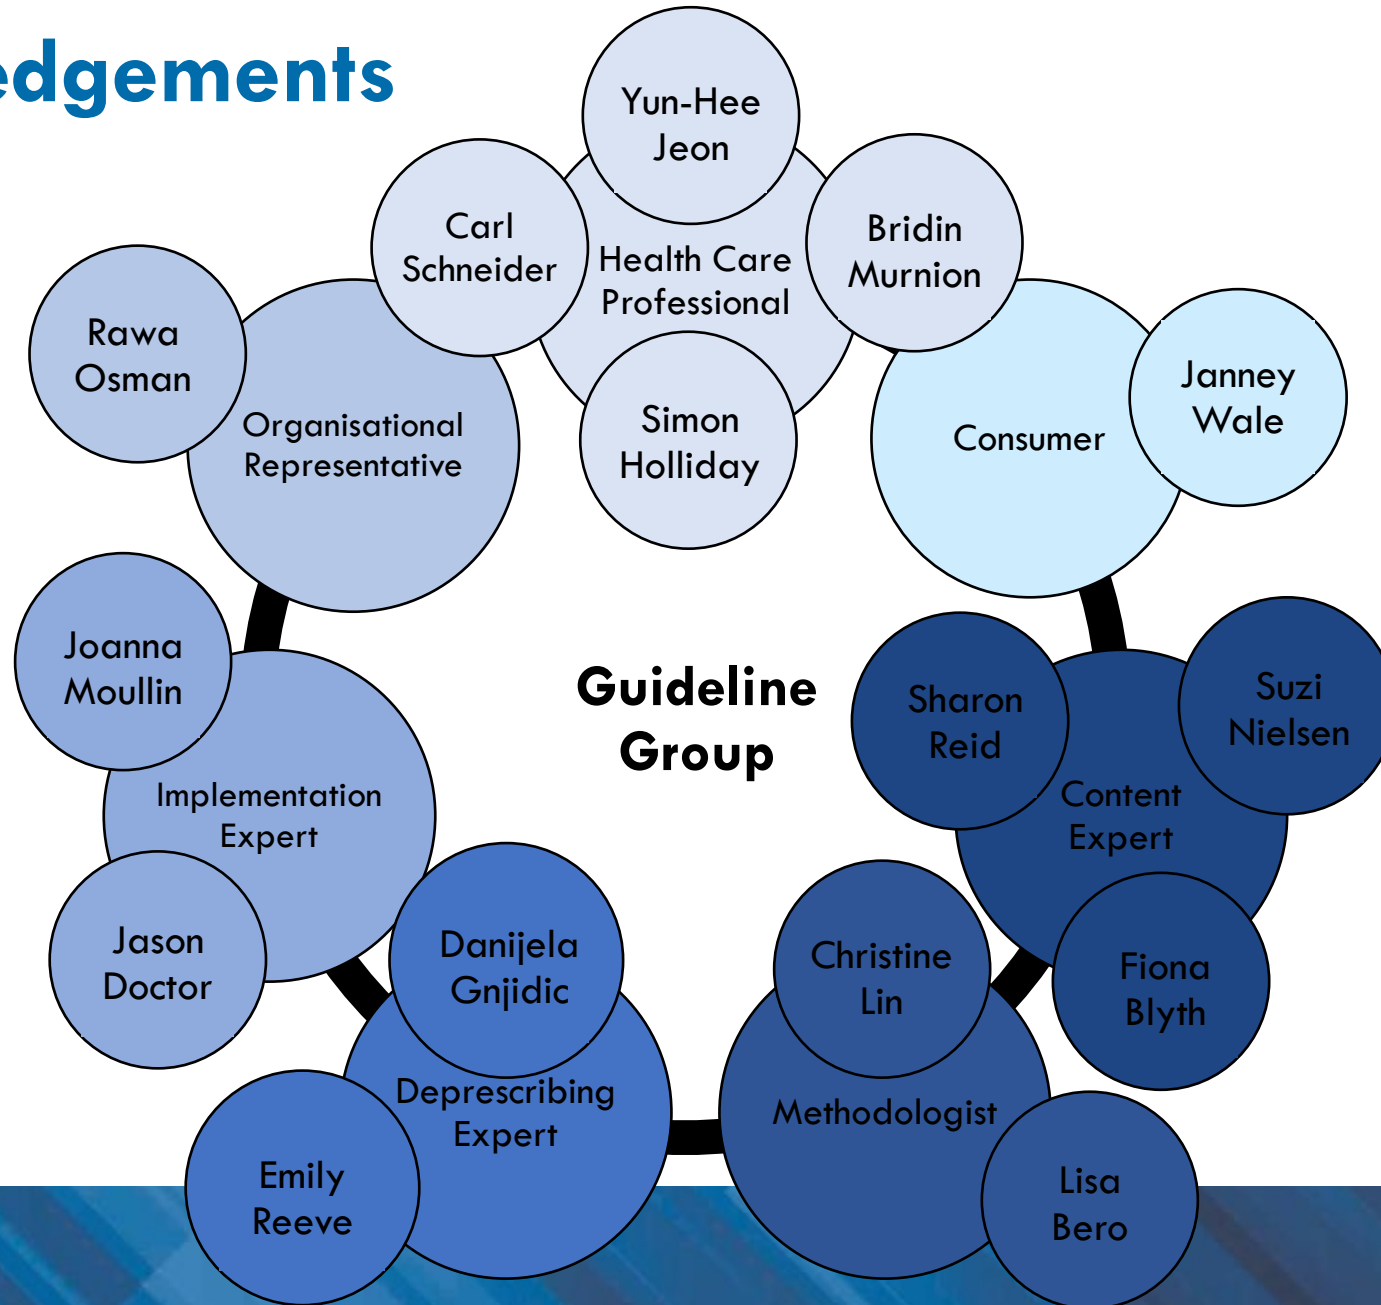 edgements
Yun-Hee
Jeon
Carl
Schneider
Health Care
Professional
Bridin
Murnion
Simon
Holliday
Rawa
Osman
Organisational
Representative
Consumer
Janney
Wale
Joanna
Moullin
Implementation
Expert
Jason
Doctor
Guideline
Group
Sharon
Reid
Suzi
Nielsen
Content
Expert
Fiona
Blyth
Danijela
Gnjidic
Deprescribing
Expert
Emily
Reeve
Christine
Lin
Methodologist
Lisa
Bero